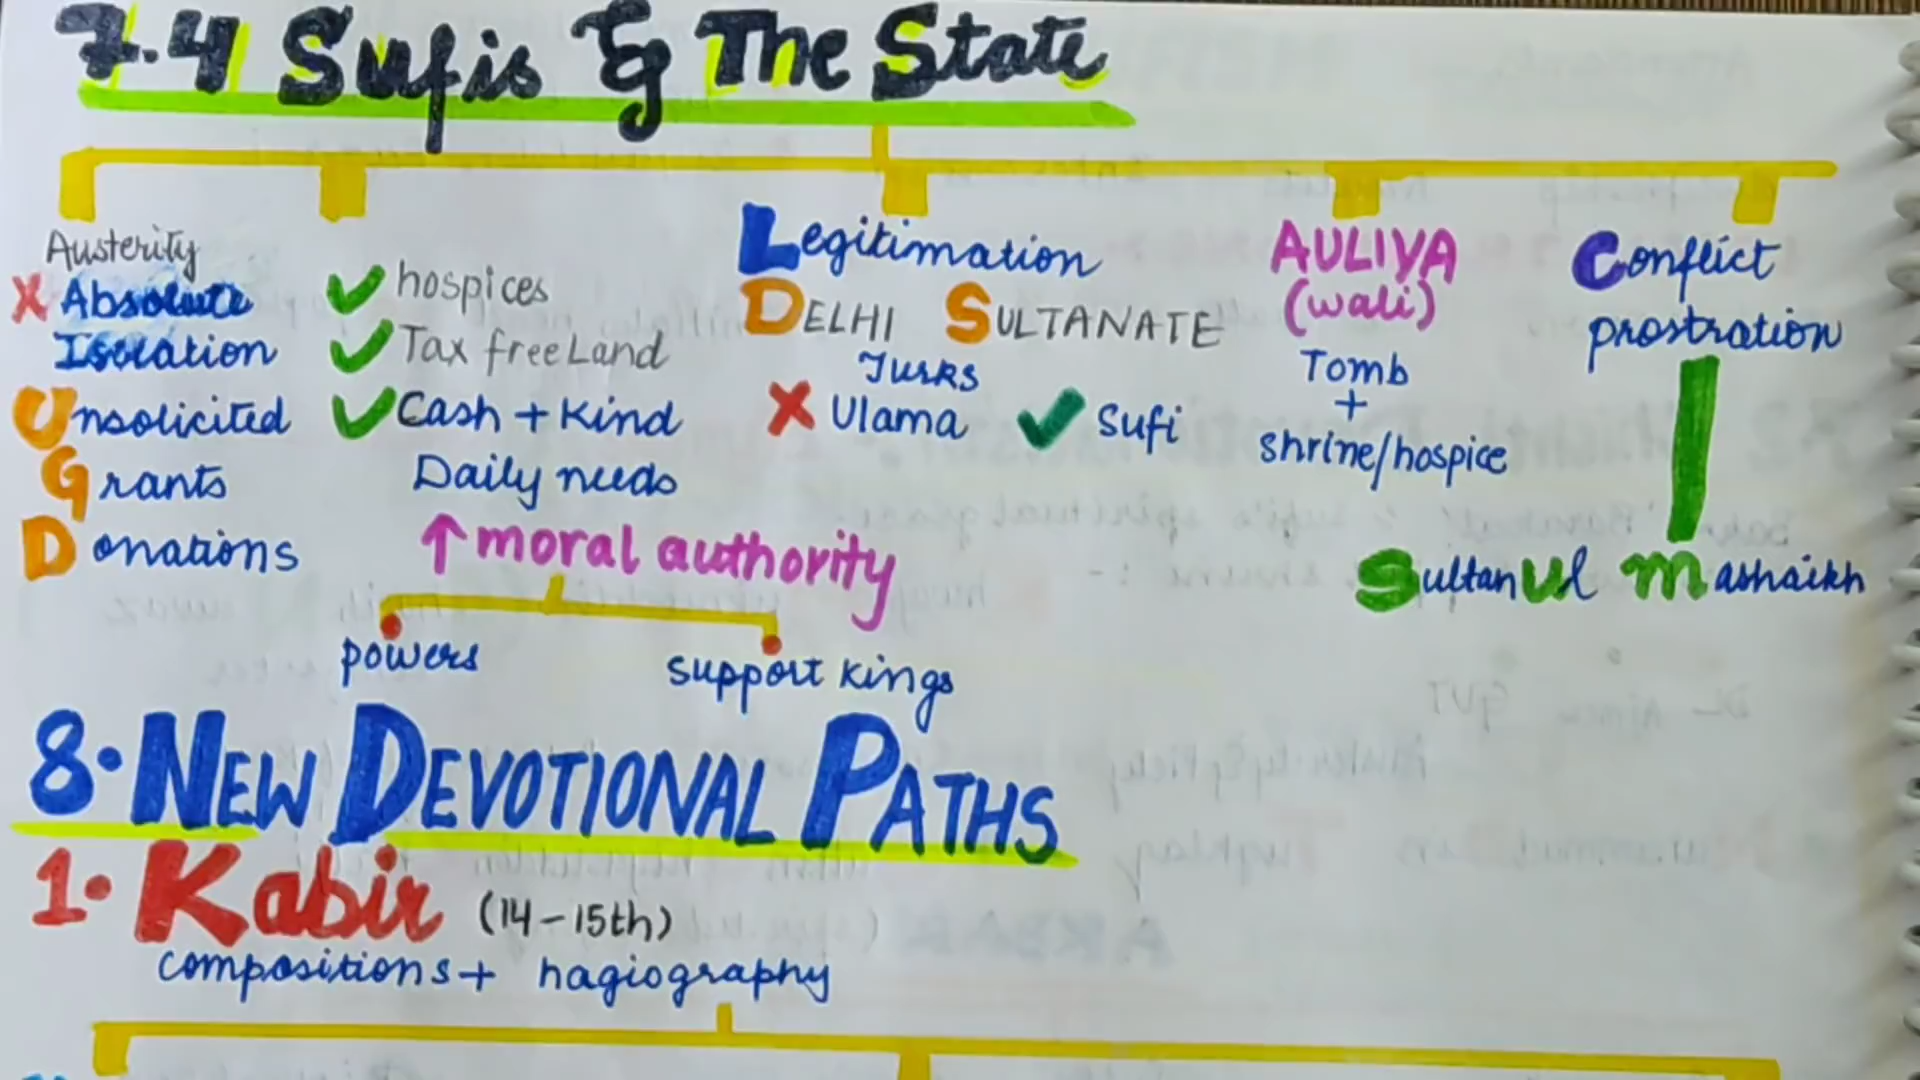 7.4 Sufis & The State
Austerity
X Absolute
Isolation
Unsolicited
Grants
Donations
✓ hospices
✓ Tax free Land
✓ Cash + Kind
Daily needs
↑ moral authority
powers
support kings
Legitimation
DELHI SULTANATE
Turks
X Ulama ✓ Sufi
AULIYA
(wali)
Tomb
+
shrine/hospice
Conflict
prostration
Sultan ul mashaikh
8. NEW DEVOTIONAL PATHS
1. Kabir (14-15th)
compositions + hagiography